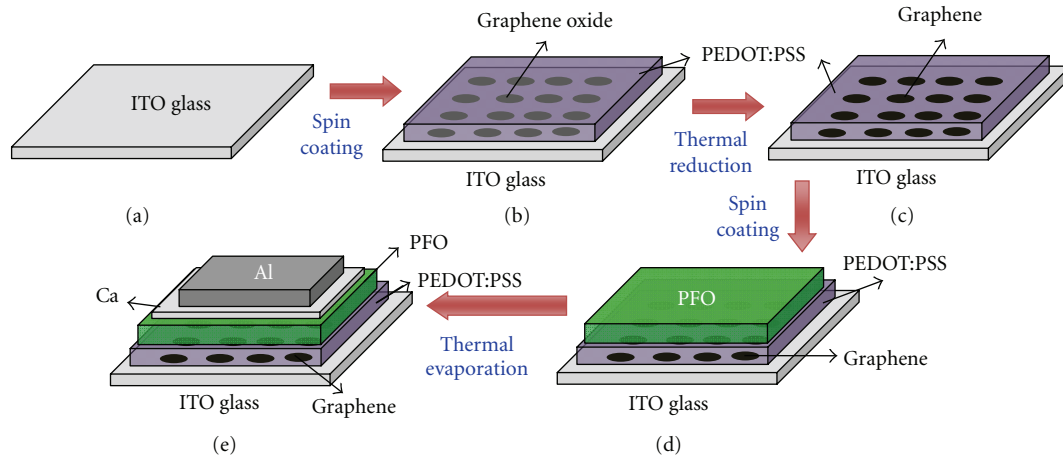 ITO glass
(a)
Spin
coating
Graphene oxide
PEDOT:PSS
ITO glass
(b)
Thermal
reduction
Graphene
ITO glass
(c)
Spin
coating
PFO
PEDOT:PSS
Graphene
ITO glass
(d)
Thermal
evaporation
Al
PFO
PEDOT:PSS
Ca
Graphene
ITO glass
(e)